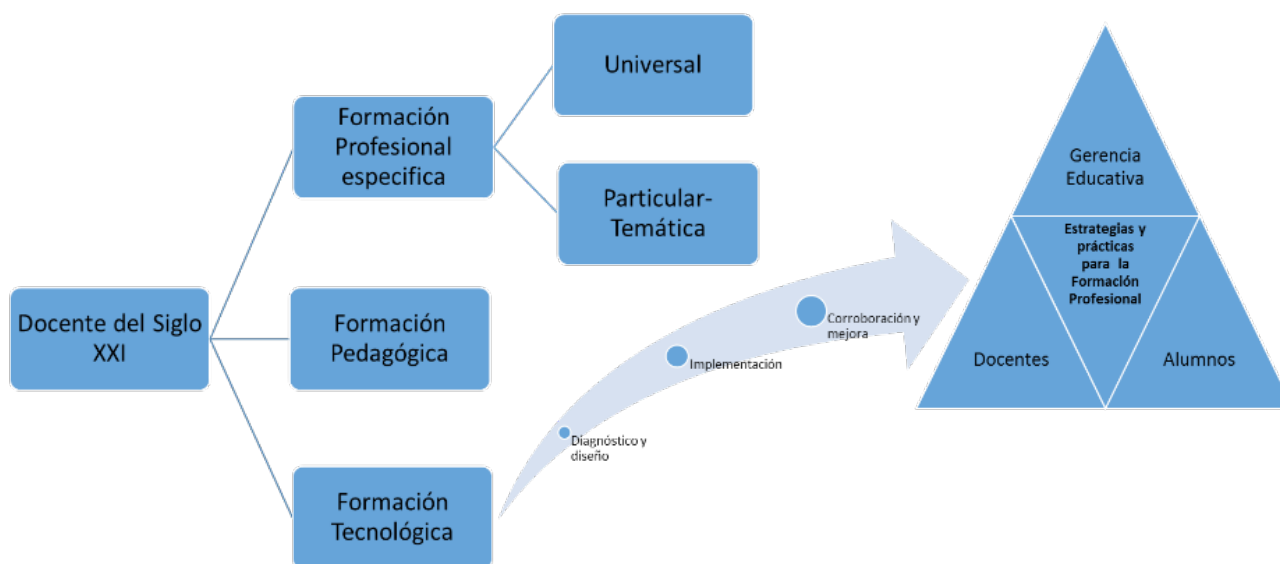 Universal
Formación
Profesional
especifica
Particular-
Temática
Docente del Siglo
XXI
Formación
Pedagógica
Formación
Tecnológica
Diagnóstico y
diseño
Implementación
Corroboración y
mejora
Gerencia
Educativa
Estrategias y
prácticas
para la
Formación
Profesional
Docentes
Alumnos